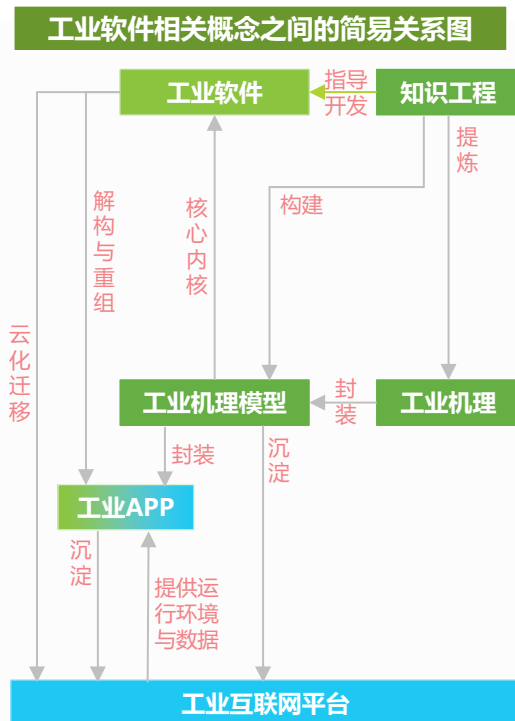 工业软件相关概念之间的简易关系图
工业软件
指导
开发
知识工程
提
炼
构建
解
构
与
重
组
核
心
内
核
云
化
迁
移
工业机理模型
封
装
工业机理
封装
沉
淀
工业APP
沉
淀
提供运
行环境
与数据
工业互联网平台